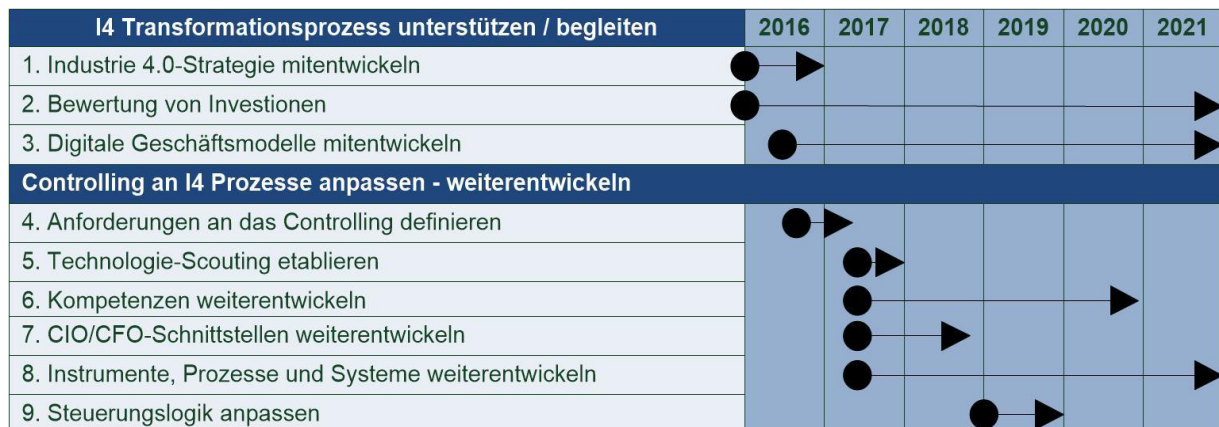 I4 Transformationsprozess unterstützen / begleiten 2016 2017 2018 2019 2020 2021
1. Industrie 4.0-Strategie mitentwickeln
2. Bewertung von Investionen
3. Digitale Geschäftsmodelle mitentwickeln
Controlling an I4 Prozesse anpassen - weiterentwickeln
4. Anforderungen an das Controlling definieren
5. Technologie-Scouting etablieren
6. Kompetenzen weiterentwickeln
7. CIO/CFO-Schnittstellen weiterentwickeln
8. Instrumente, Prozesse und Systeme weiterentwickeln
9. Steuerungslogik anpassen